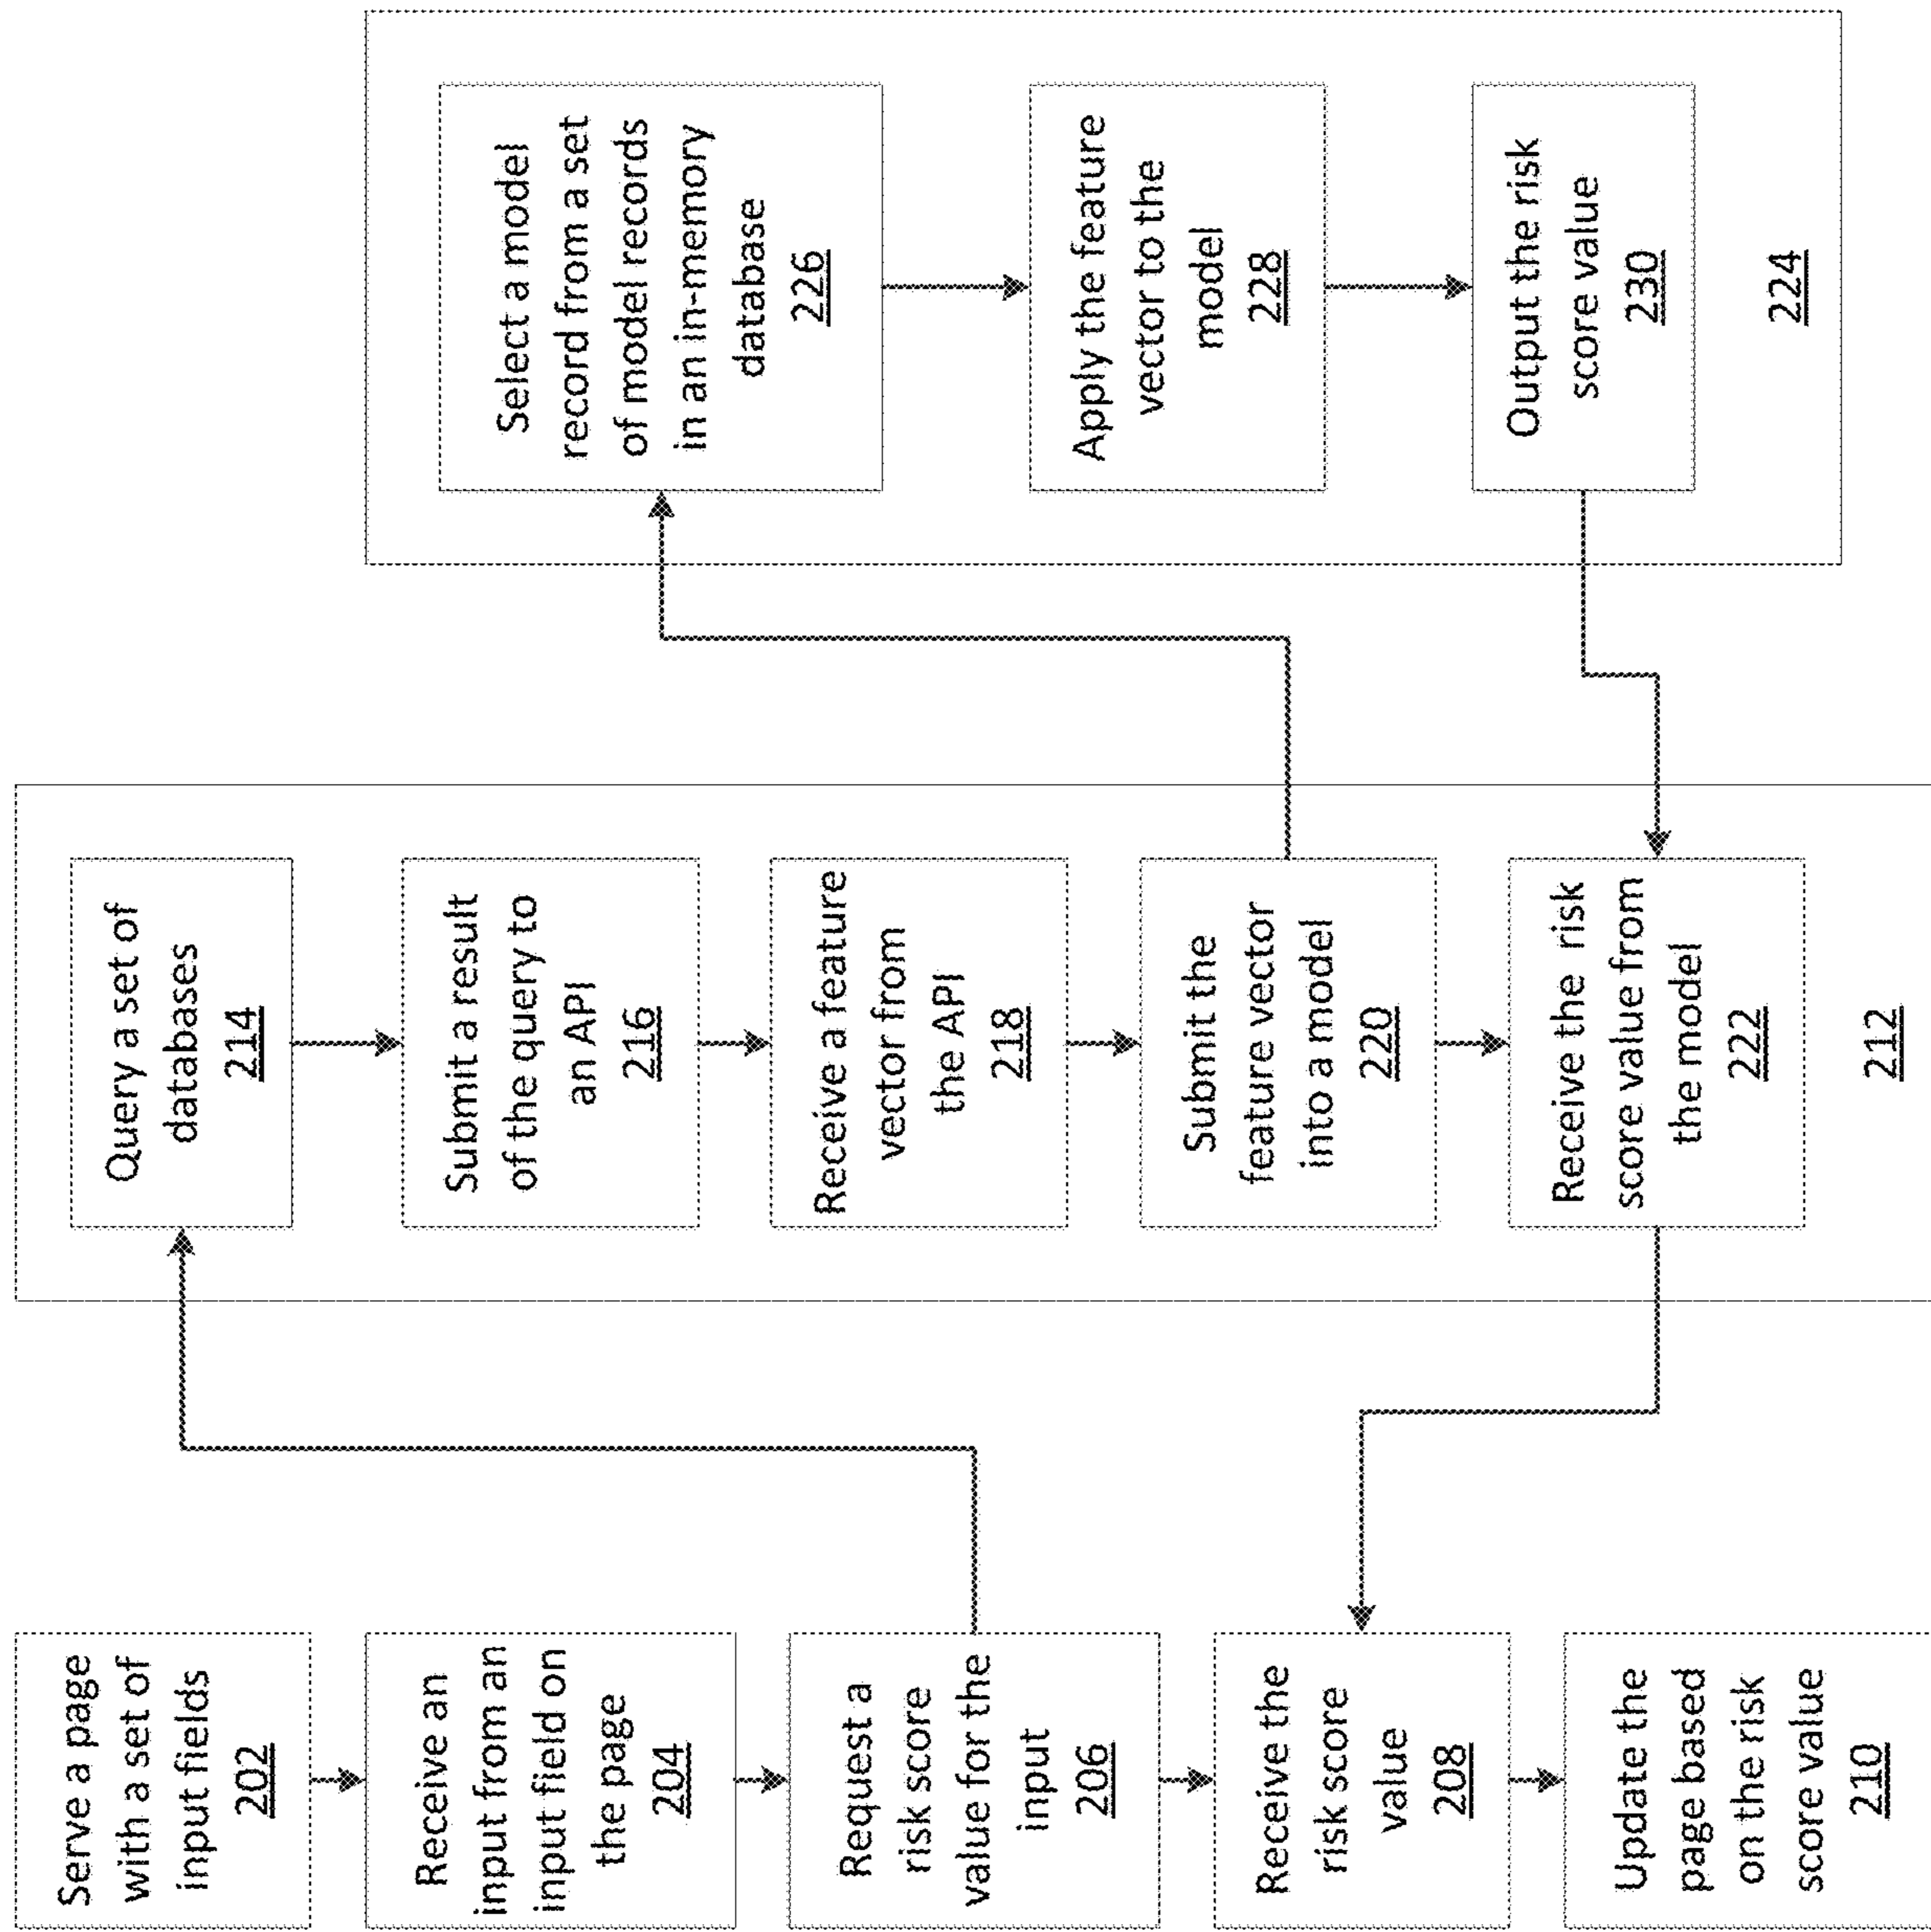 Serve a page
with a set of
input fields
202
Receive an
input from an
input field on
the page
204
Request a
risk score
value for the
input
206
Receive the
risk score
value
208
Update the
page based
on the risk
score value
210
Query a set of
databases
214
Submit a result
of the query to
an API
216
Receive a feature
vector from
the API
218
Submit the
feature vector
into a model
220
Receive the risk
score value from
the model
222
212
Select a model
record from a set
of model records
in an in-memory
database
226
Apply the feature
vector to the
model
228
Output the risk
score value
230
224